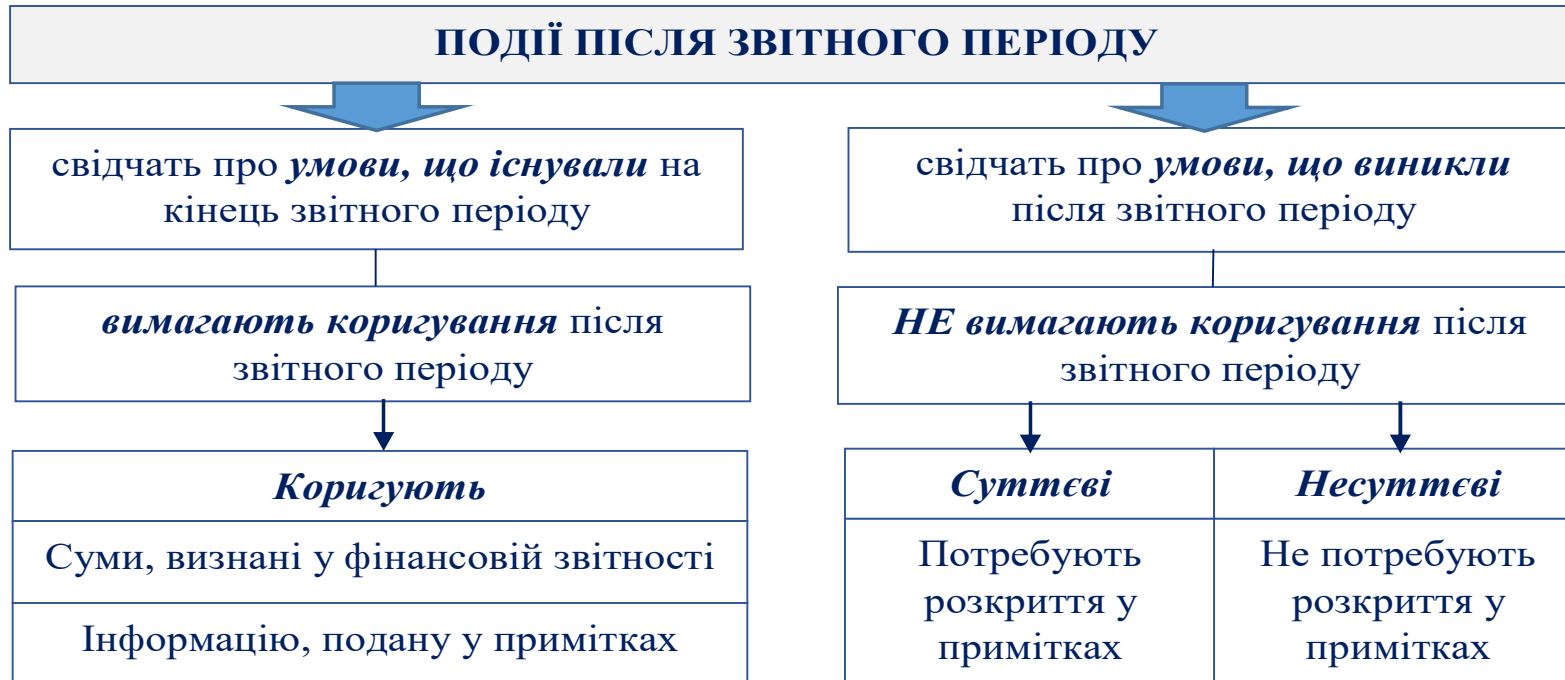 ПОДІЇ ПІСЛЯ ЗВІТНОГО ПЕРІОДУ
свідчать про умови, що існували на
кінець звітного періоду
свідчать про умови, що виникли
після звітного періоду
вимагають коригування після
звітного періоду
НЕ вимагають коригування після
звітного періоду
Коригують
Суми, визнані у фінансовій звітності
Інформацію, подану у примітках
Суттєві
Потребують
розкриття у
примітках
Несуттєві
Не потребують
розкриття у
примітках